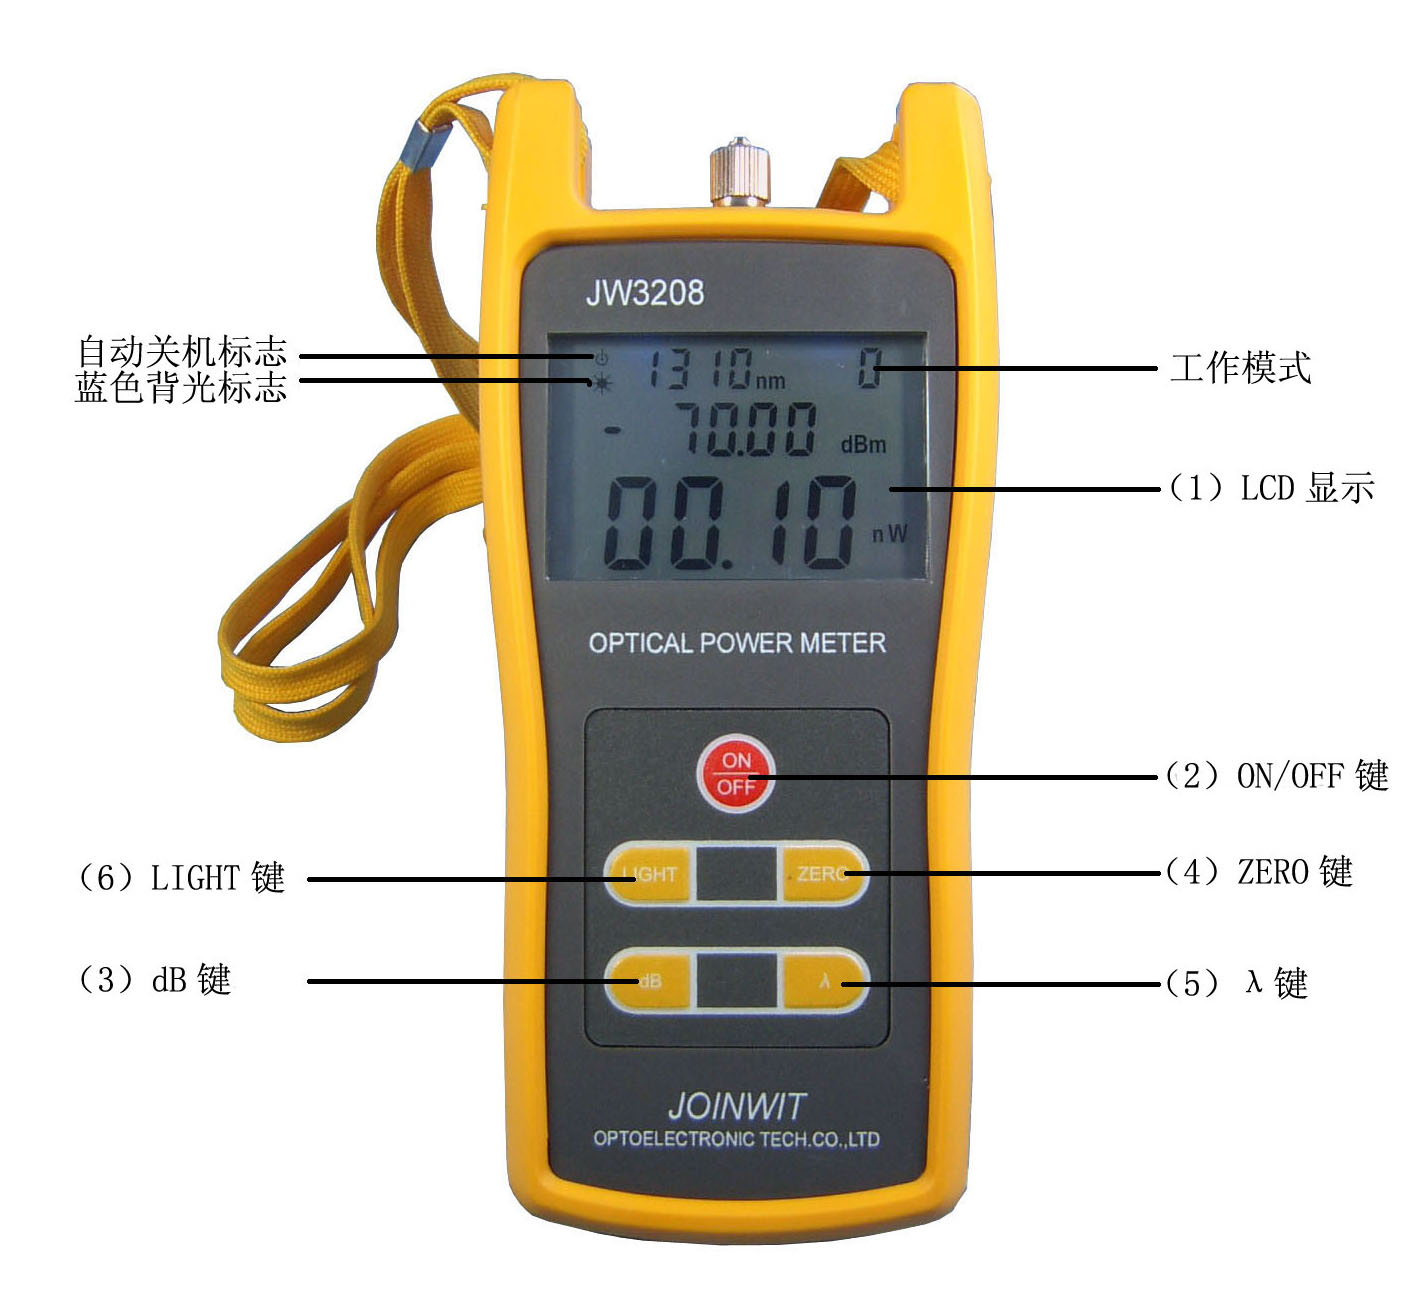 JW3208
自动关机标志
蓝色背光标志
1310 nm 0
工作模式
- 70.00 dBm
00.10 nW
(1) LCD 显示
OPTICAL POWER METER
ON
OFF
(2) ON/OFF 键
(6) LIGHT 键
LIGHT
ZERO
(4) ZERO 键
(3) dB 键
dB
λ
(5) λ 键
JOINWIT
OPTOELECTRONIC TECH.CO.,LTD